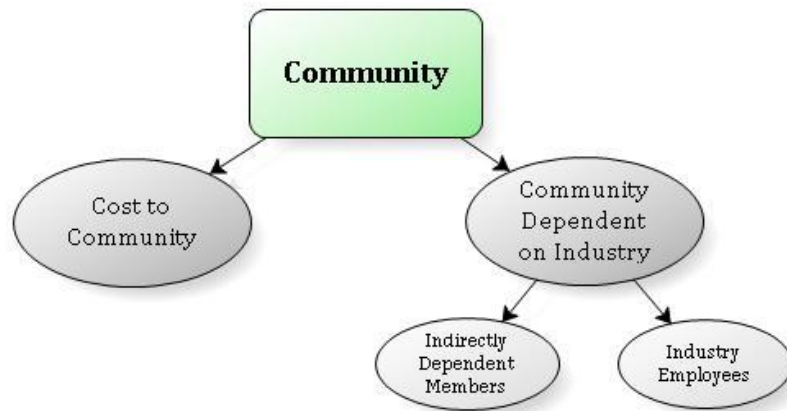 Community
Cost to
Community
Community
Dependent
on Industry
Indirectly
Dependent
Members
Industry
Employees